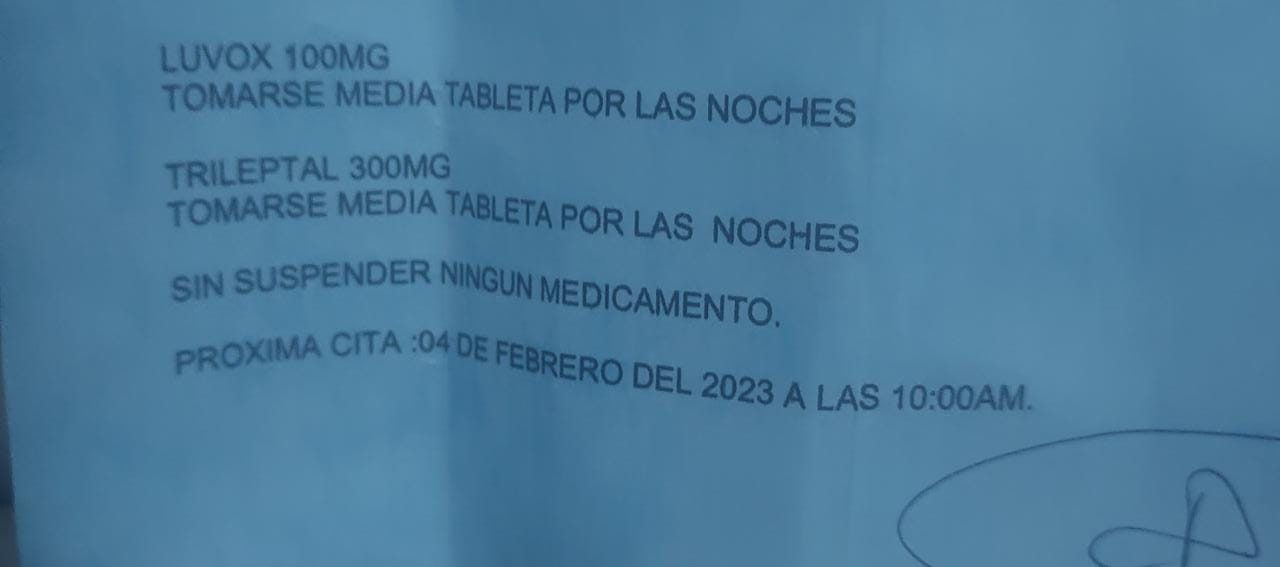 LUVOX 100MG
TOMARSE MEDIA TABLETA POR LAS NOCHES
TRILEPTAL 300MG
TOMARSE MEDIA TABLETA POR LAS NOCHES
SIN SUSPENDER NINGUN MEDICAMENTO.
PROXIMA CITA :04 DE FEBRERO DEL 2023 A LAS 10:00AM.